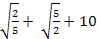 √(2/5) + √(5/2) + 10